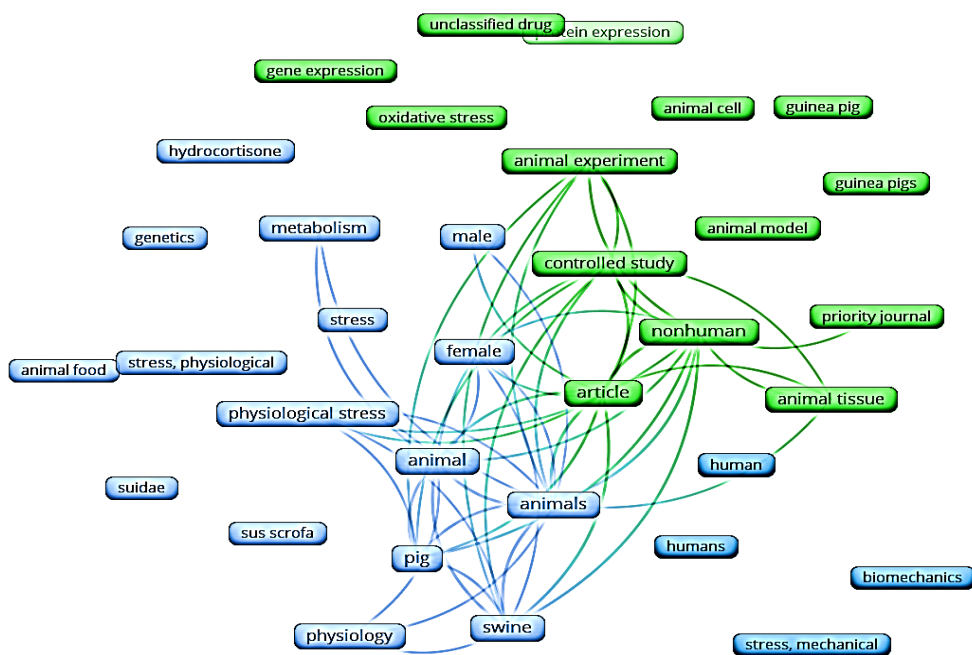 unclassified drug
protein expression
gene expression
animal cell
guinea pig
oxidative stress
hydrocortisone
animal experiment
guinea pigs
metabolism
animal model
genetics
male
controlled study
priority journal
stress
nonhuman
female
stress, physiological
animal food
article
animal tissue
physiological stress
animal
human
suidae
animals
sus scrofa
humans
pig
biomechanics
swine
physiology
stress, mechanical